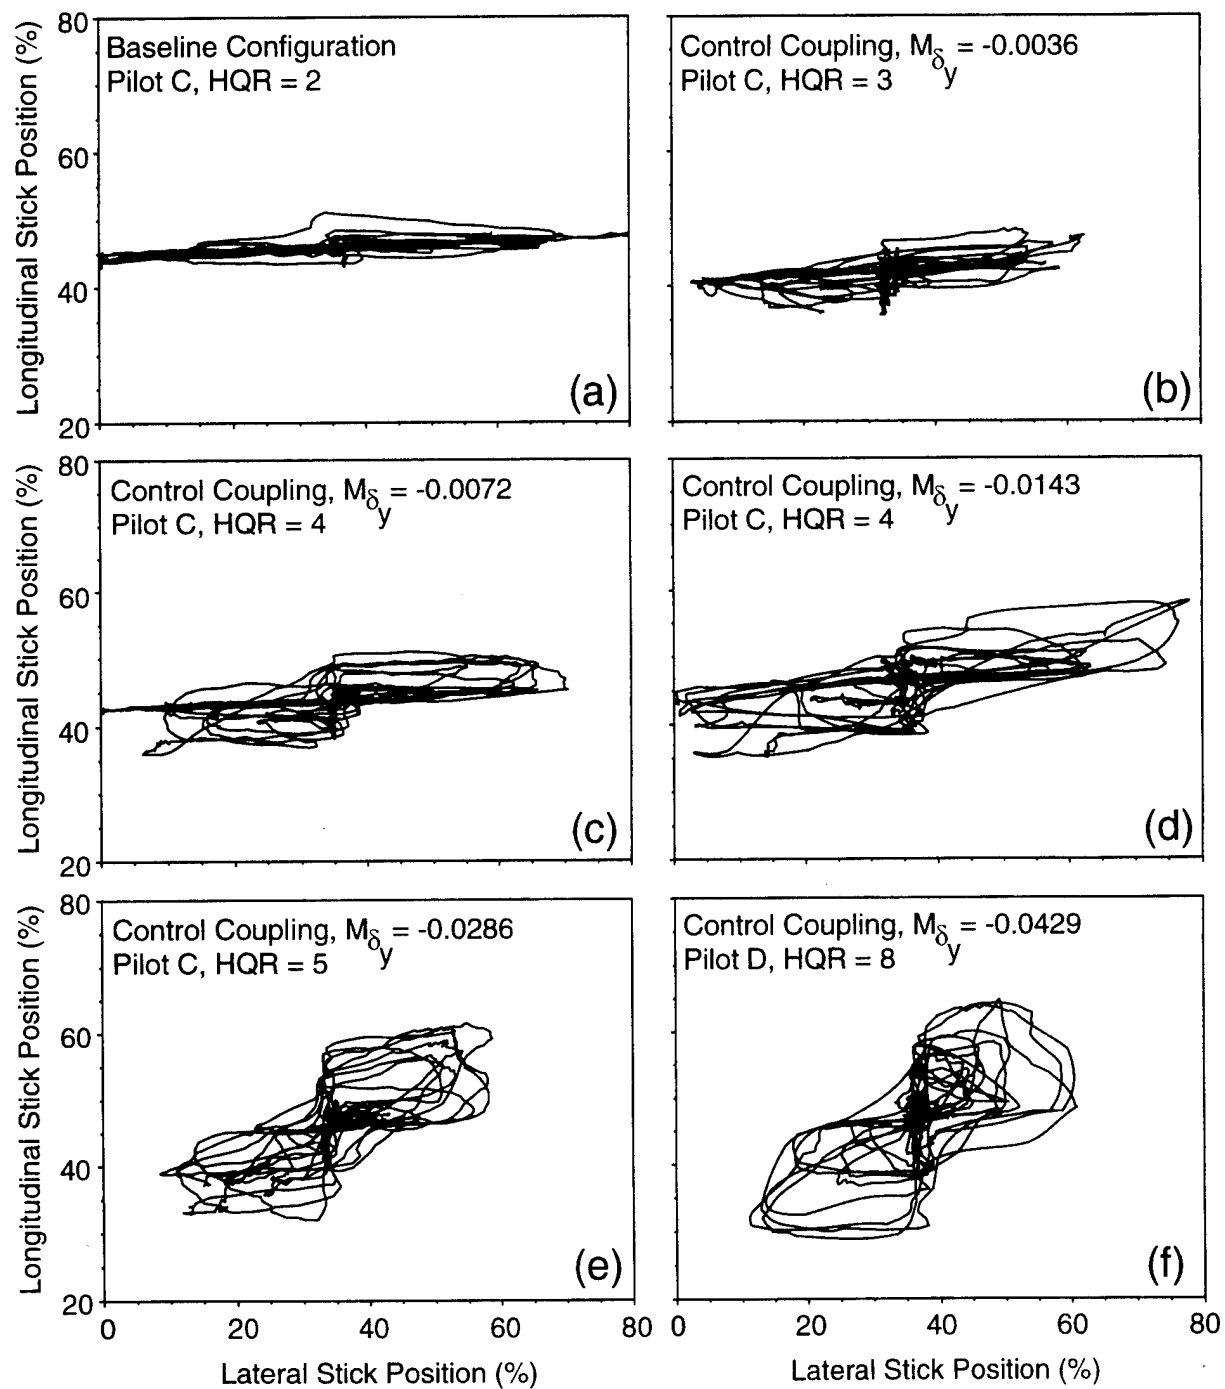 80
60
40
20
Longitudinal Stick Position (%)
Baseline Configuration
Pilot C, HQR = 2
(a)
Control Coupling, Mδy = -0.0036
Pilot C, HQR = 3
(b)
80
60
40
20
Longitudinal Stick Position (%)
Control Coupling, Mδy = -0.0072
Pilot C, HQR = 4
(c)
Control Coupling, Mδy = -0.0143
Pilot C, HQR = 4
(d)
80
60
40
20
Longitudinal Stick Position (%)
Control Coupling, Mδy = -0.0286
Pilot C, HQR = 5
(e)
Control Coupling, Mδy = -0.0429
Pilot D, HQR = 8
(f)
0 20 40 60 80
Lateral Stick Position (%)
0 20 40 60 80
Lateral Stick Position (%)